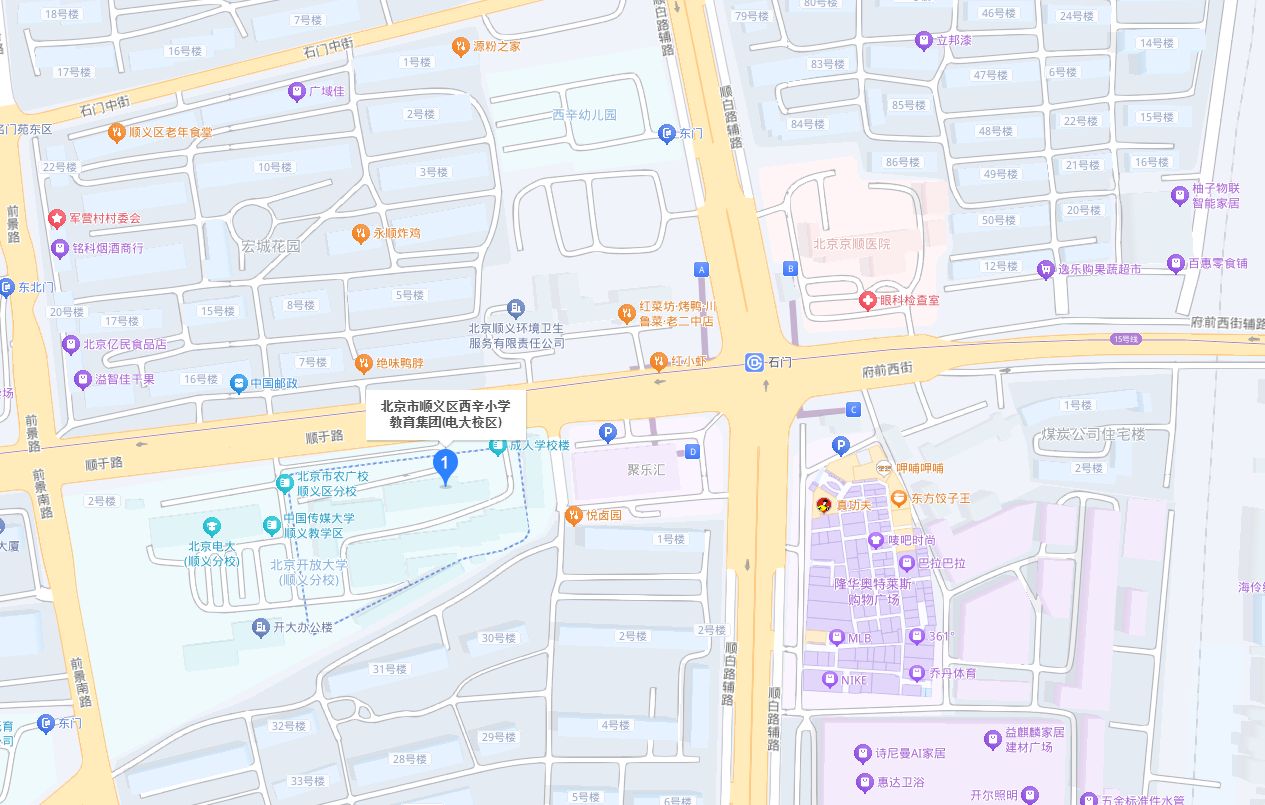 18号楼
7号楼
79号楼
80号楼
46号楼
24号楼
16号楼
石门中街
源粉之家
1号楼
顺白路辅路
立邦漆
14号楼
17号楼
83号楼
47号楼
6号楼
广域佳
石门中街
2号楼
西辛幼儿园
顺白路辅路
85号楼
84号楼
22号楼
15号楼
48号楼
名门苑东区
顺义区老年食堂
东门
22号楼
10号楼
3号楼
86号楼
49号楼
21号楼
16号楼
柚子物联
智能家居
前景路
军营村村委会
永顺炸鸡
宏城花园
铭科烟酒商行
50号楼
20号楼
北京京顺医院
东北门
A
B
12号楼
逸乐购果蔬超市
百惠零食铺
20号楼
17号楼
15号楼
8号楼
5号楼
眼科检查室
红菜坊·烤鸭·川
鲁菜·老二中店
北京顺义环境卫生
服务有限责任公司
府前西街辅路
15号线
北京亿民食品店
7号楼
绝味鸭脖
红小虾
石门
府前西街
溢智佳干果
16号楼
中国邮政
北京市顺义区西辛小学
教育集团(电大校区)
C
1号楼
前景路
顺于路
成人学校楼
P
P
煤炭公司住宅楼
D
顺于路
1
聚乐汇
呷哺呷哺
2号楼
前景南路
北京市农广校
顺义区分校
2号楼
真功夫
东方饺子王
中国传媒大学
顺义教学区
悦卤园
北京电大
(顺义分校)
大厦
1号楼
唛吧时尚
北京开放大学
(顺义分校)
巴拉巴拉
隆华奥特莱斯
购物广场
开大办公楼
30号楼
2号楼
2号楼
MLB
361°
前景南路
31号楼
顺白路辅路
NIKE
乔丹体育
顺白路辅路
东门
32号楼
4号楼
29号楼
益麒麟家居
建材广场
28号楼
诗尼曼AI家居
33号楼
惠达卫浴
5号楼
6号楼
开尔照明
五金标准件水管